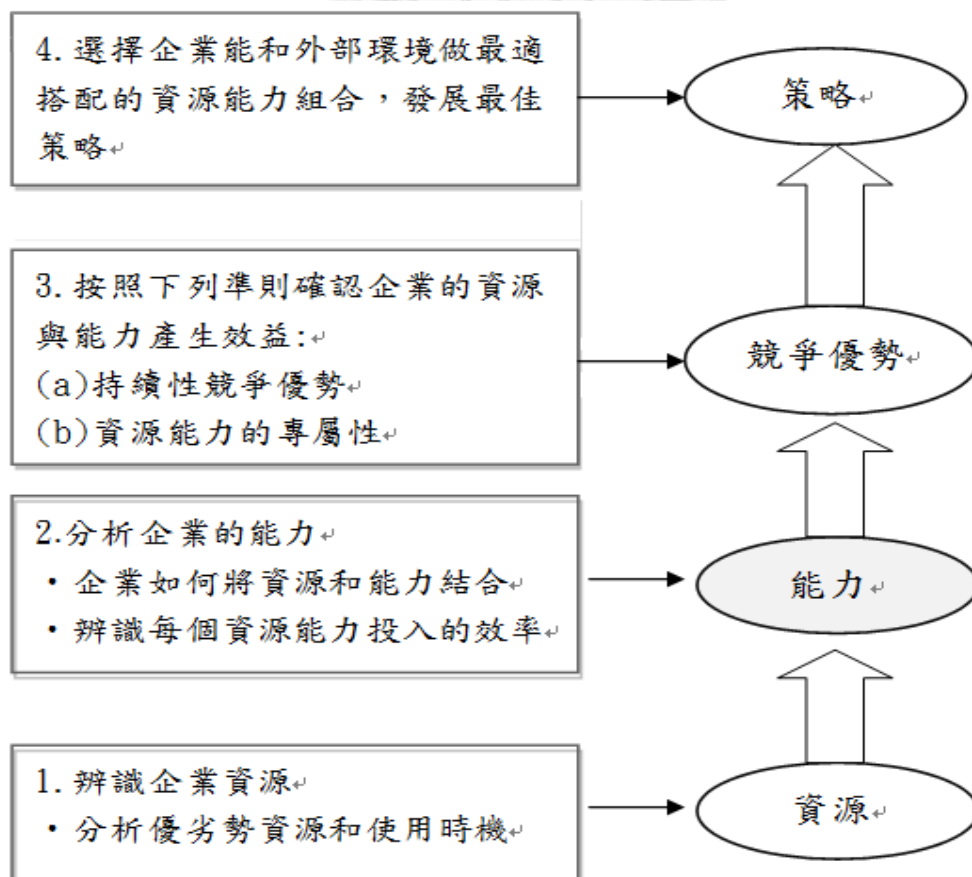 4.選擇企業能和外部環境做最適
搭配的資源能力組合，發展最佳
策略
策略
3.按照下列準則確認企業的資源
與能力產生效益:
(a)持續性競爭優勢
(b)資源能力的專屬性
競爭優勢
2.分析企業的能力
·企業如何將資源和能力結合
·辨識每個資源能力投入的效率
能力
1.辨識企業資源
·分析優劣勢資源和使用時機
資源